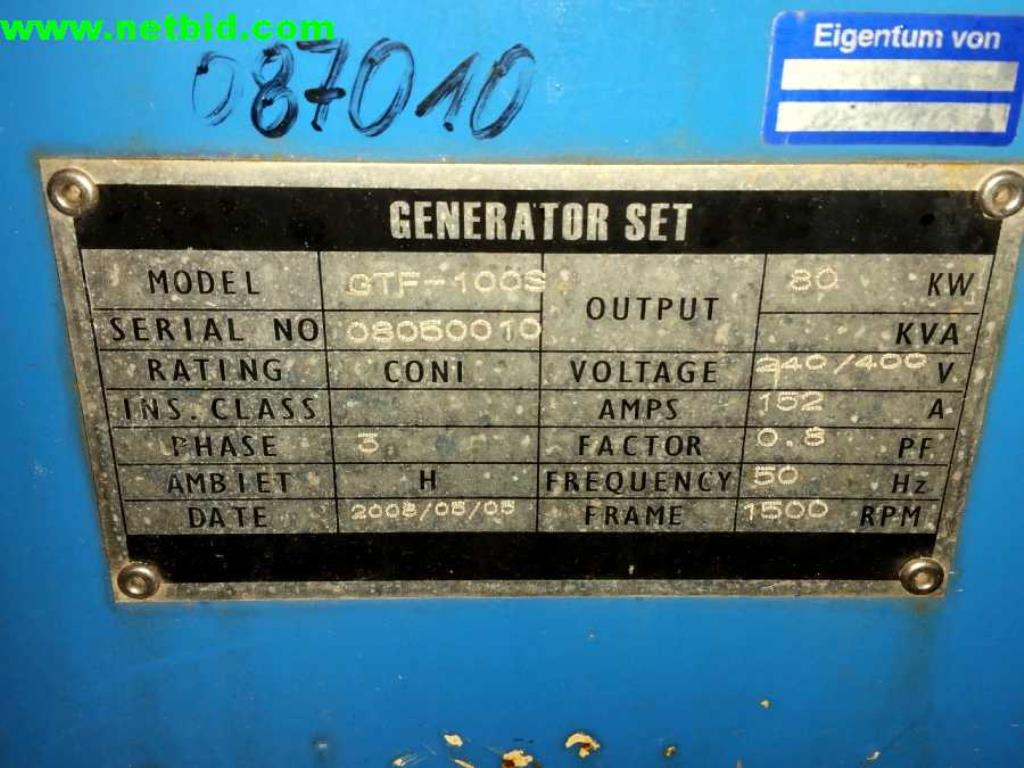 www.netbid.com
087010
Eigentum von
GENERATOR SET
MODEL GTF-100S OUTPUT 80 KW
SERIAL NO 08050010 KVA
RATING CONI VOLTAGE 240/400 V
INS. CLASS AMPS 152 A
PHASE 3 FACTOR 0.8 PF
AMBIET H FREQUENCY 50 Hz
DATE 2008/05/05 FRAME 1500 RPM